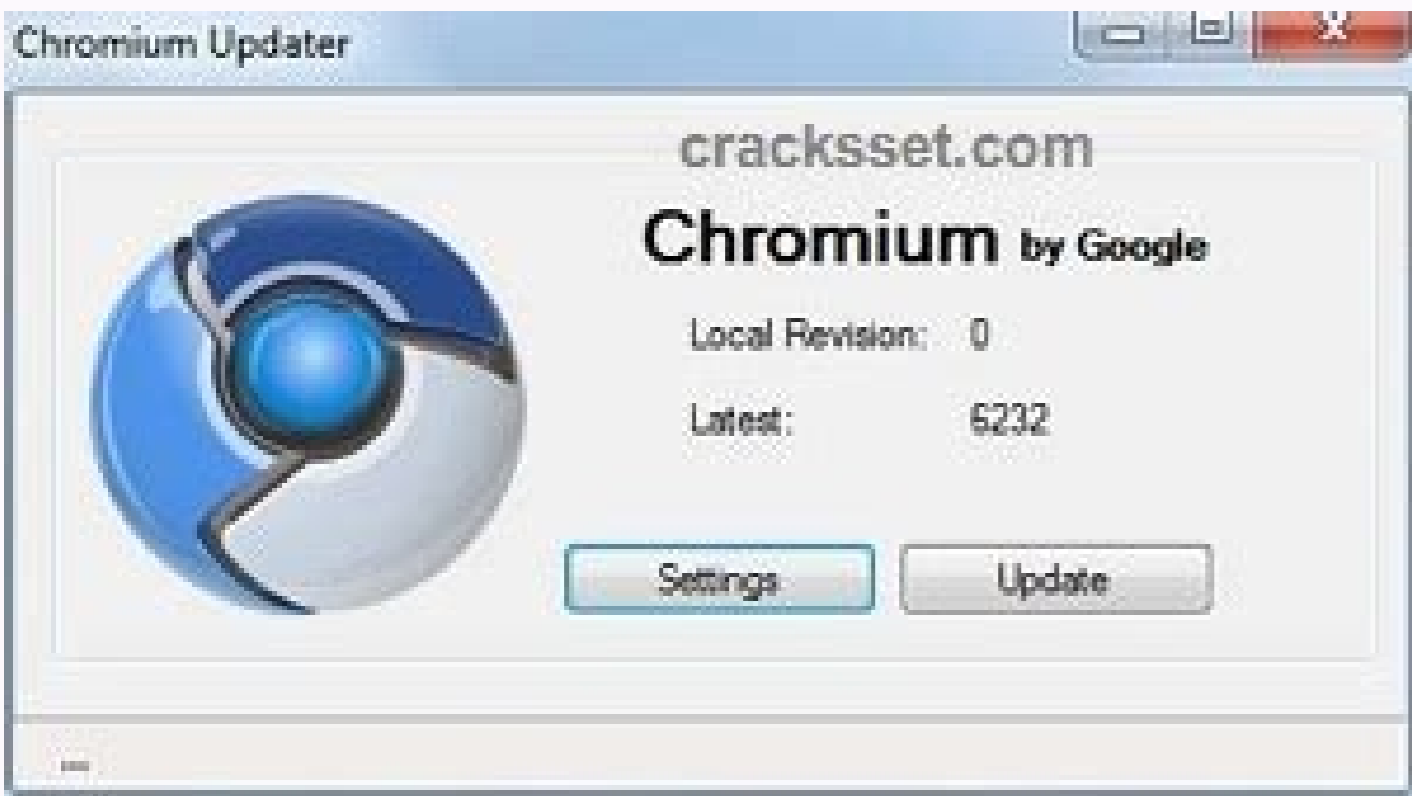 Chromium Updater
cracksset.com
Chromium by Google
Local Revision: 0
Latest: 6232
Settings Update
...